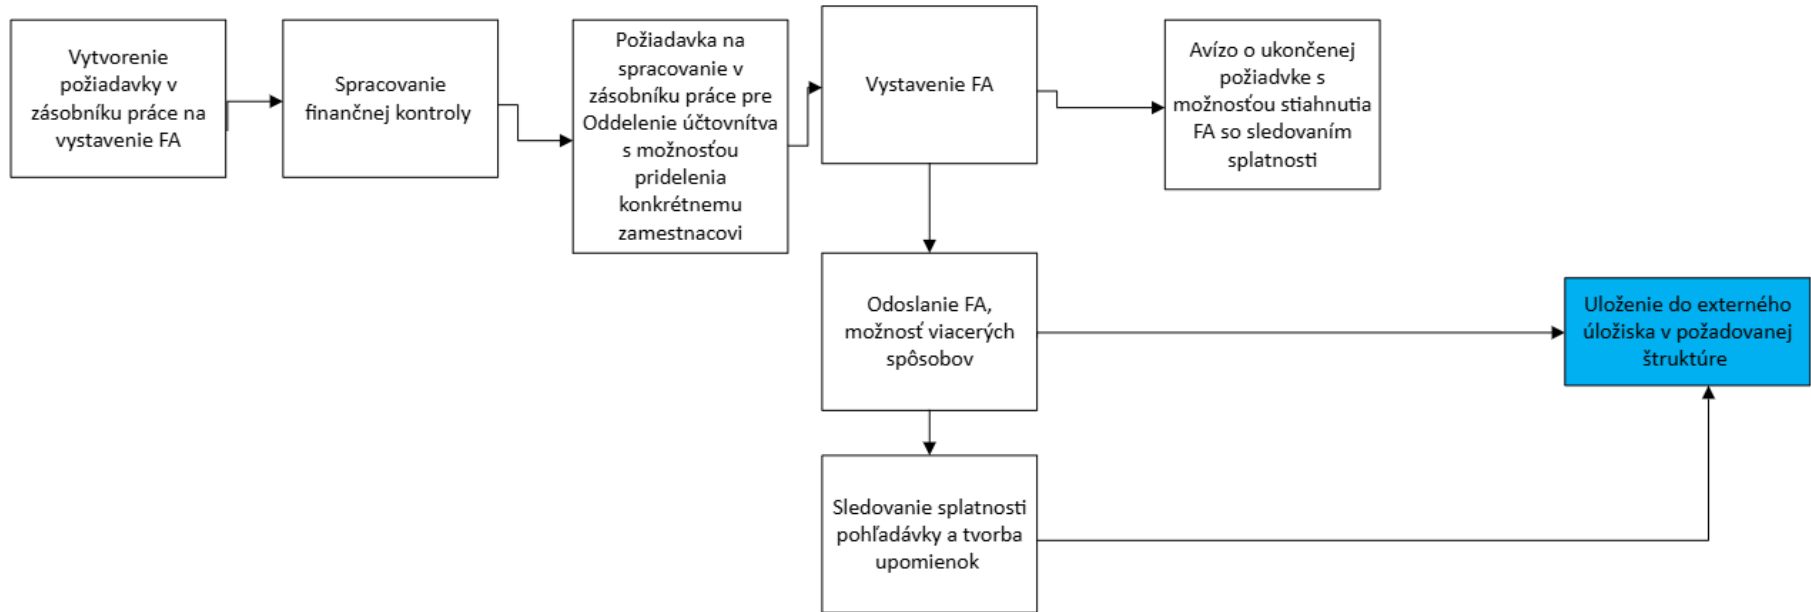 Vytvorenie
požiadavky v
zásobníku práce na
vystavenie FA
Spracovanie
finančnej kontroly
Požiadavka na
spracovanie v
zásobníku práce pre
Oddelenie účtovnítva
s možnosťou
pridelenia
konkrétnemu
zamestnacovi
Vystavenie FA
Avízo o ukončenej
požiadvke s
možnosťou stiahnutia
FA so sledovaním
splatnosti
Odoslanie FA,
možnosť viacerých
spôsobov
Uloženie do externého
úložiska v požadovanej
štruktúre
Sledovanie splatnosti
pohľadávky a tvorba
upomienok